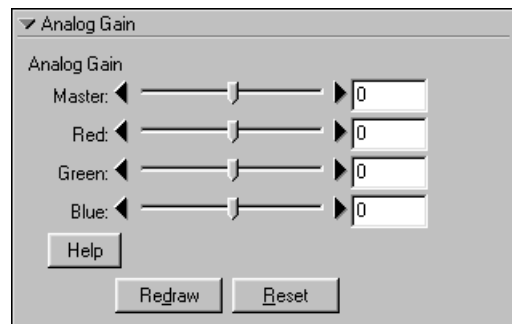 Analog Gain
Analog Gain
Master: 0
Red: 0
Green: 0
Blue: 0
Help
Redraw Reset